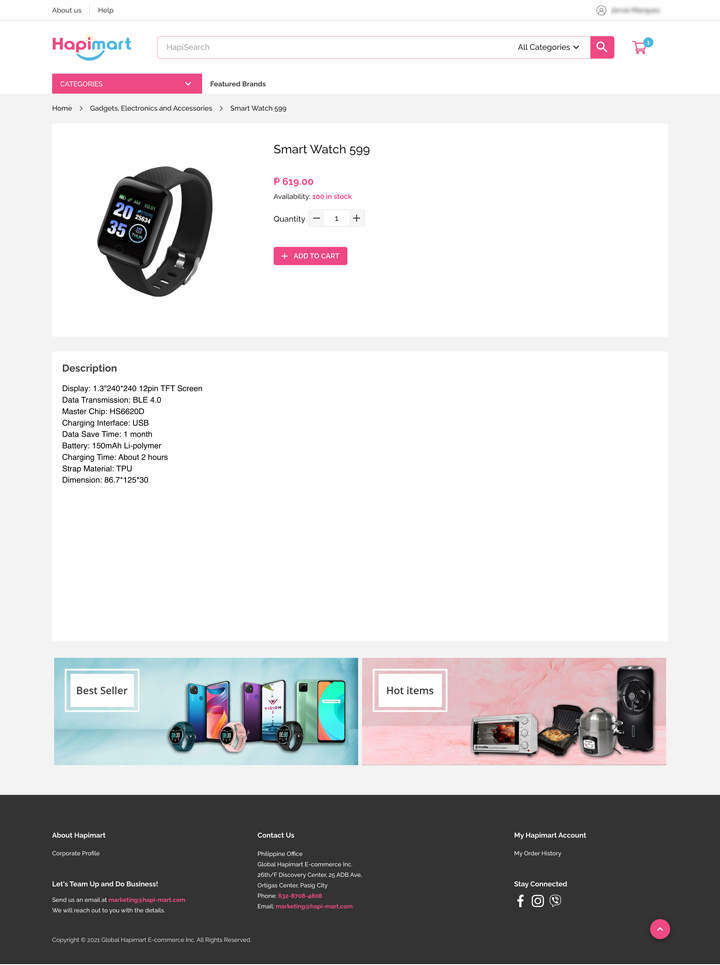 About us
Help
Hapimart
HapiSearch
All Categories
1
CATEGORIES
Featured Brands
Home
Gadgets, Electronics and Accessories
Smart Watch 599
Smart Watch 599
₱ 619.00
Availability: 100 in stock
Quantity
1
ADD TO CART
20
35
25634
Description
Display: 1.3"240*240 12pin TFT Screen
Data Transmission: BLE 4.0
Master Chip: HS6620D
Charging Interface: USB
Data Save Time: 1 month
Battery: 150mAh Li-polymer
Charging Time: About 2 hours
Strap Material: TPU
Dimension: 86.7*125*30
Best Seller
VISION
Hot items
About Hapimart
Corporate Profile
Let's Team Up and Do Business!
Send us an email at marketing@hapi-mart.com
We will reach out to you with the details.
Contact Us
Philippine Office
Global Hapimart E-commerce Inc.
26th/F Discovery Center, 25 ADB Ave,
Ortigas Center, Pasig City
Phone: 632-8706-4808
Email: marketing@hapi-mart.com
My Hapimart Account
My Order History
Stay Connected
Copyright © 2021 Global Hapimart E-commerce Inc. All Rights Reserved.